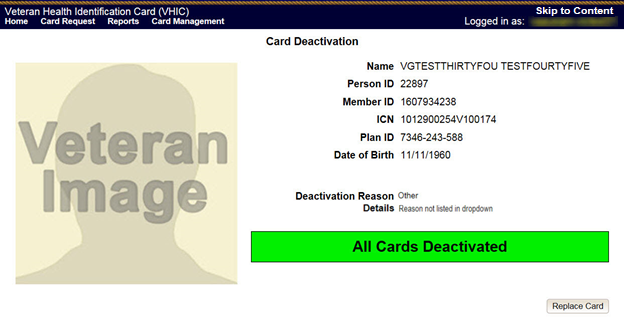 Veteran Health Identification Card (VHIC)
Skip to Content
Home Card Request Reports Card Management
Logged in as:
Card Deactivation
Veteran
Image
Name VGTESTTHIRTYFOU TESTFOURTYFIVE
Person ID 22897
Member ID 1607934238
ICN 1012900254V100174
Plan ID 7346-243-588
Date of Birth 11/11/1960
Deactivation Reason Other
Details Reason not listed in dropdown
All Cards Deactivated
Replace Card